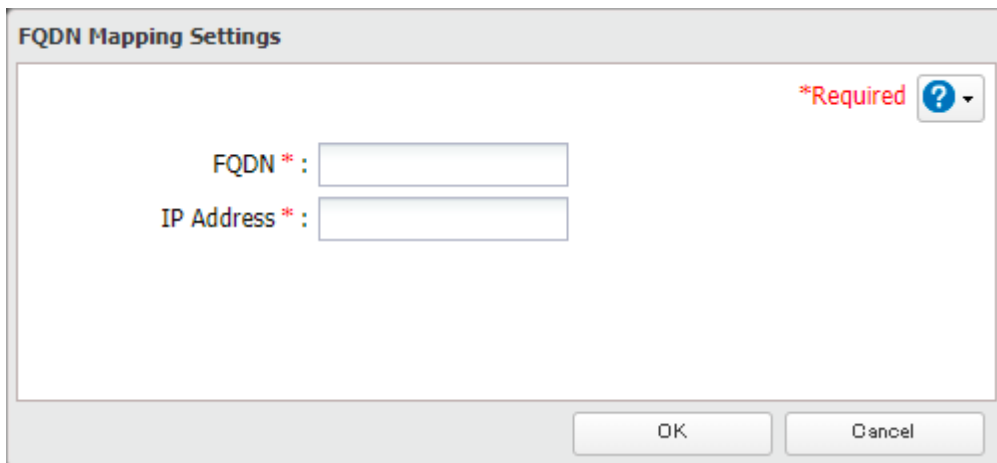 FQDN Mapping Settings
*Required ?
FQDN * :
IP Address * :
OK Cancel